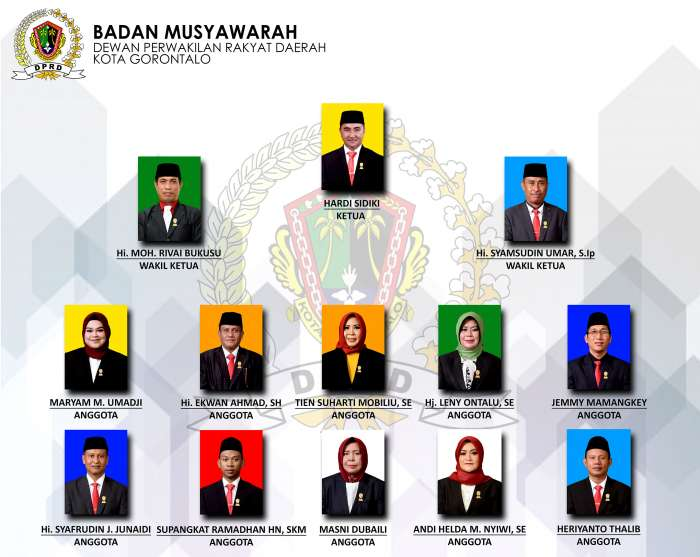 BADAN MUSYAWARAH
DEWAN PERWAKILAN RAKYAT DAERAH
KOTA GORONTALO
DPRD
HARDI SIDIKI
KETUA
Hi. MOH. RIVAI BUKUSU
WAKIL KETUA
Hi. SYAMSUDIN UMAR, S.Ip
WAKIL KETUA
MARYAM M. UMADJI
ANGGOTA
Hi. EKWAN AHMAD, SH
ANGGOTA
TIEN SUHARTI MOBILIU, SE
ANGGOTA
Hj. LENY ONTALU, SE
ANGGOTA
JEMMY MAMANGKEY
ANGGOTA
Hi. SYAFRUDIN J. JUNAIDI
ANGGOTA
SUPANGKAT RAMADHAN HN, SKM
ANGGOTA
MASNI DUBAILI
ANGGOTA
ANDI HELDA M. NYIWI, SE
ANGGOTA
HERIYANTO THALIB
ANGGOTA